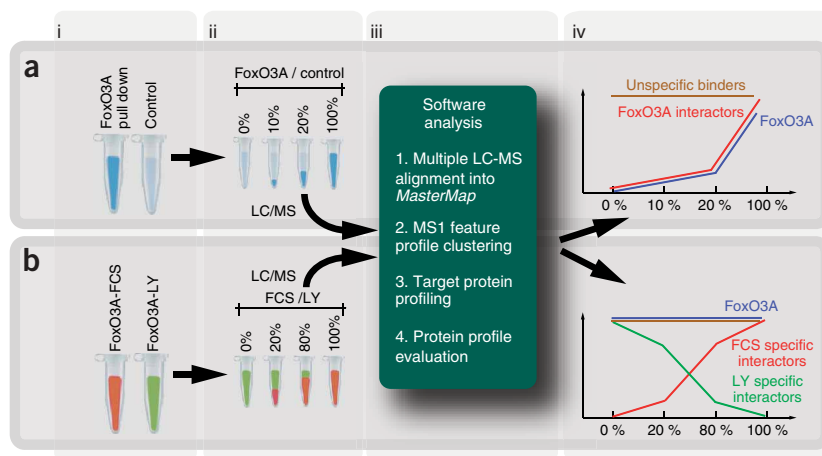 i
ii
iii
iv
a
FoxO3A
pull down
Control
FoxO3A / control
0%
10%
20%
100%
LC/MS
Software
analysis
1. Multiple LC-MS
alignment into
MasterMap
2. MS1 feature
profile clustering
3. Target protein
profiling
4. Protein profile
evaluation
Unspecific binders
FoxO3A interactors
FoxO3A
0 %
10 %
20 %
100 %
b
FoxO3A-FCS
FoxO3A-LY
LC/MS
FCS /LY
0%
20%
80%
100%
FoxO3A
FCS specific
interactors
LY specific
interactors
0 %
20 %
80 %
100 %